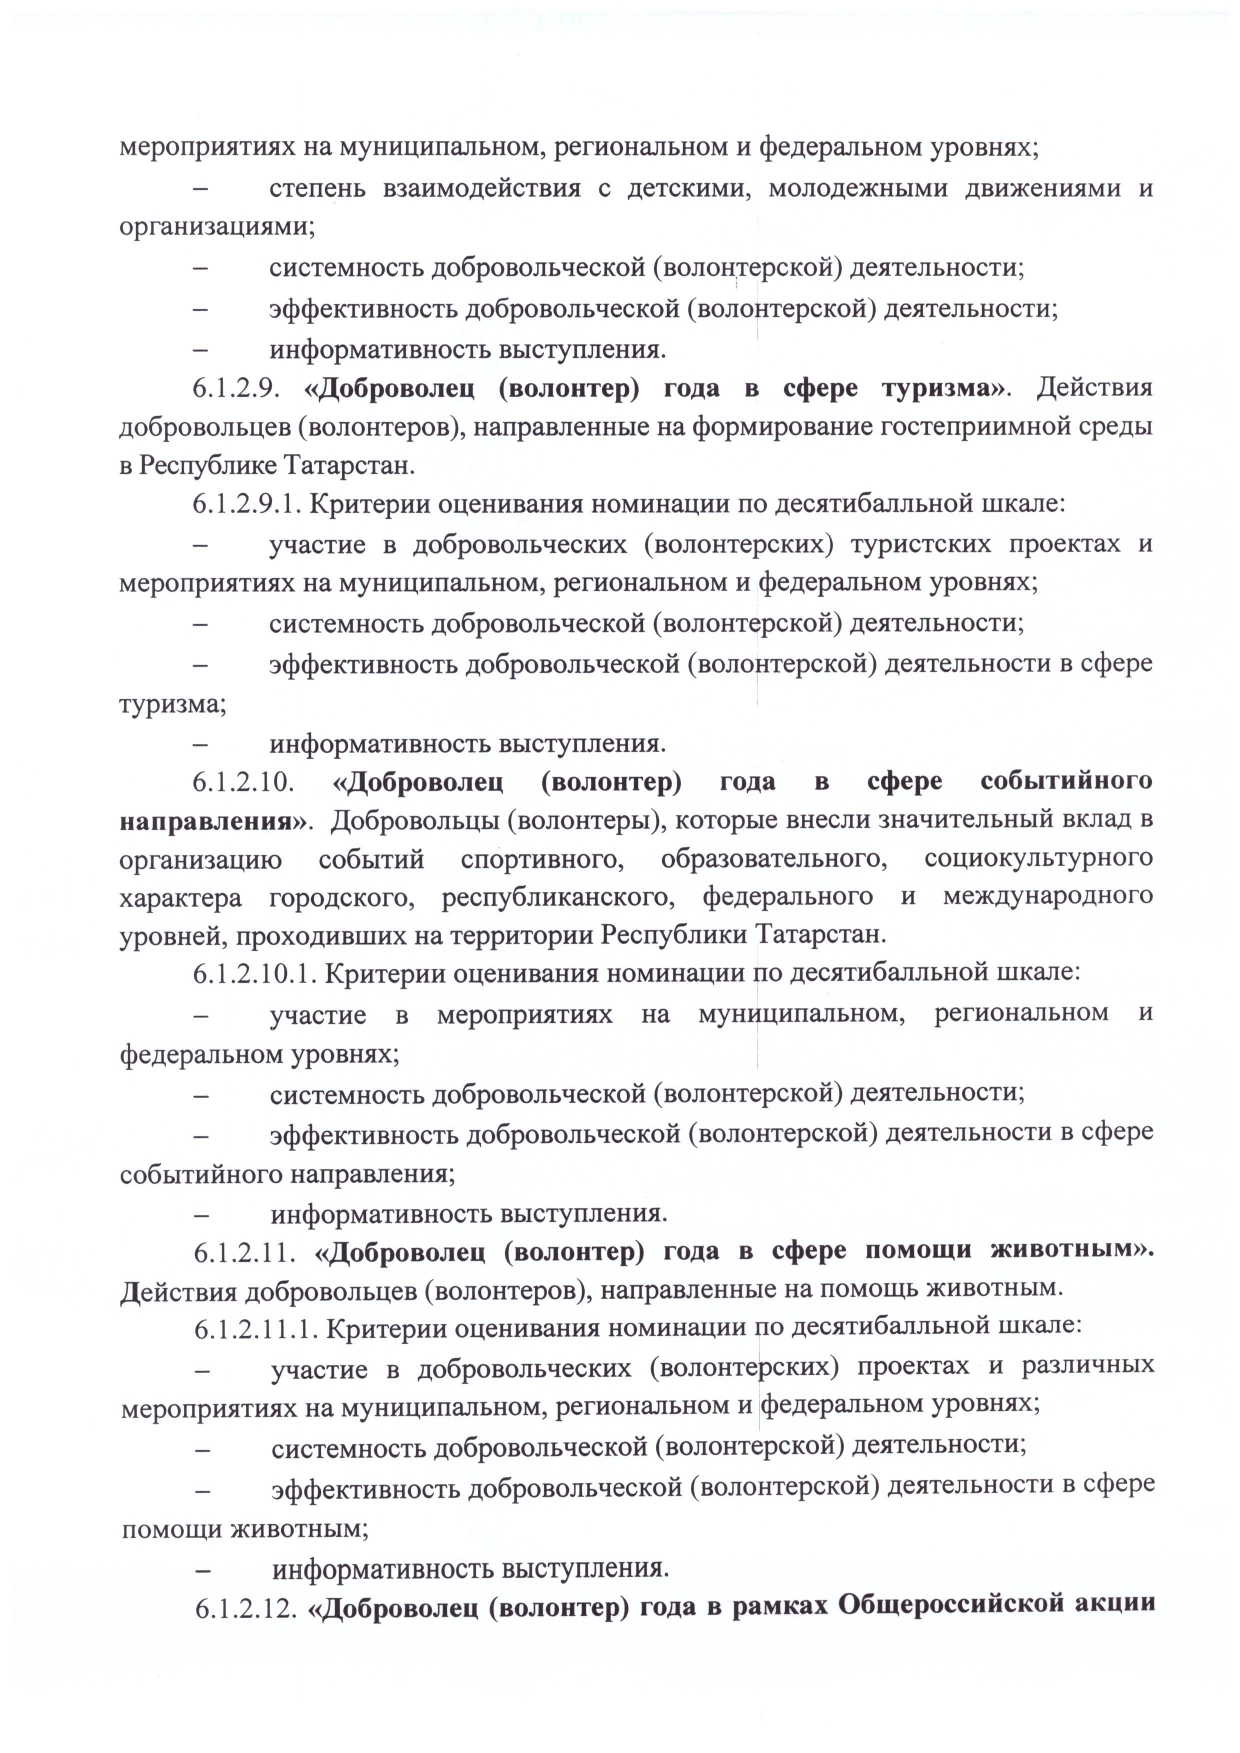 мероприятиях на муниципальном, региональном и федеральном уровнях;
– степень взаимодействия с детскими, молодежными движениями и
организациями;
– системность добровольческой (волонтерской) деятельности;
– эффективность добровольческой (волонтерской) деятельности;
– информативность выступления.
6.1.2.9. «Доброволец (волонтер) года в сфере туризма». Действия
добровольцев (волонтеров), направленные на формирование гостеприимной среды
в Республике Татарстан.
6.1.2.9.1. Критерии оценивания номинации по десятибалльной шкале:
– участие в добровольческих (волонтерских) туристских проектах и
мероприятиях на муниципальном, региональном и федеральном уровнях;
– системность добровольческой (волонтерской) деятельности;
– эффективность добровольческой (волонтерской) деятельности в сфере
туризма;
– информативность выступления.
6.1.2.10. «Доброволец (волонтер) года в сфере событийного
направления». Добровольцы (волонтеры), которые внесли значительный вклад в
организацию событий спортивного, образовательного, социокультурного
характера городского, республиканского, федерального и международного
уровней, проходивших на территории Республики Татарстан.
6.1.2.10.1. Критерии оценивания номинации по десятибалльной шкале:
– участие в мероприятиях на муниципальном, региональном и
федеральном уровнях;
– системность добровольческой (волонтерской) деятельности;
– эффективность добровольческой (волонтерской) деятельности в сфере
событийного направления;
– информативность выступления.
6.1.2.11. «Доброволец (волонтер) года в сфере помощи животным».
Действия добровольцев (волонтеров), направленные на помощь животным.
6.1.2.11.1. Критерии оценивания номинации по десятибалльной шкале:
– участие в добровольческих (волонтерских) проектах и различных
мероприятиях на муниципальном, региональном и федеральном уровнях;
– системность добровольческой (волонтерской) деятельности;
– эффективность добровольческой (волонтерской) деятельности в сфере
помощи животным;
– информативность выступления.
6.1.2.12. «Доброволец (волонтер) года в рамках Общероссийской акции